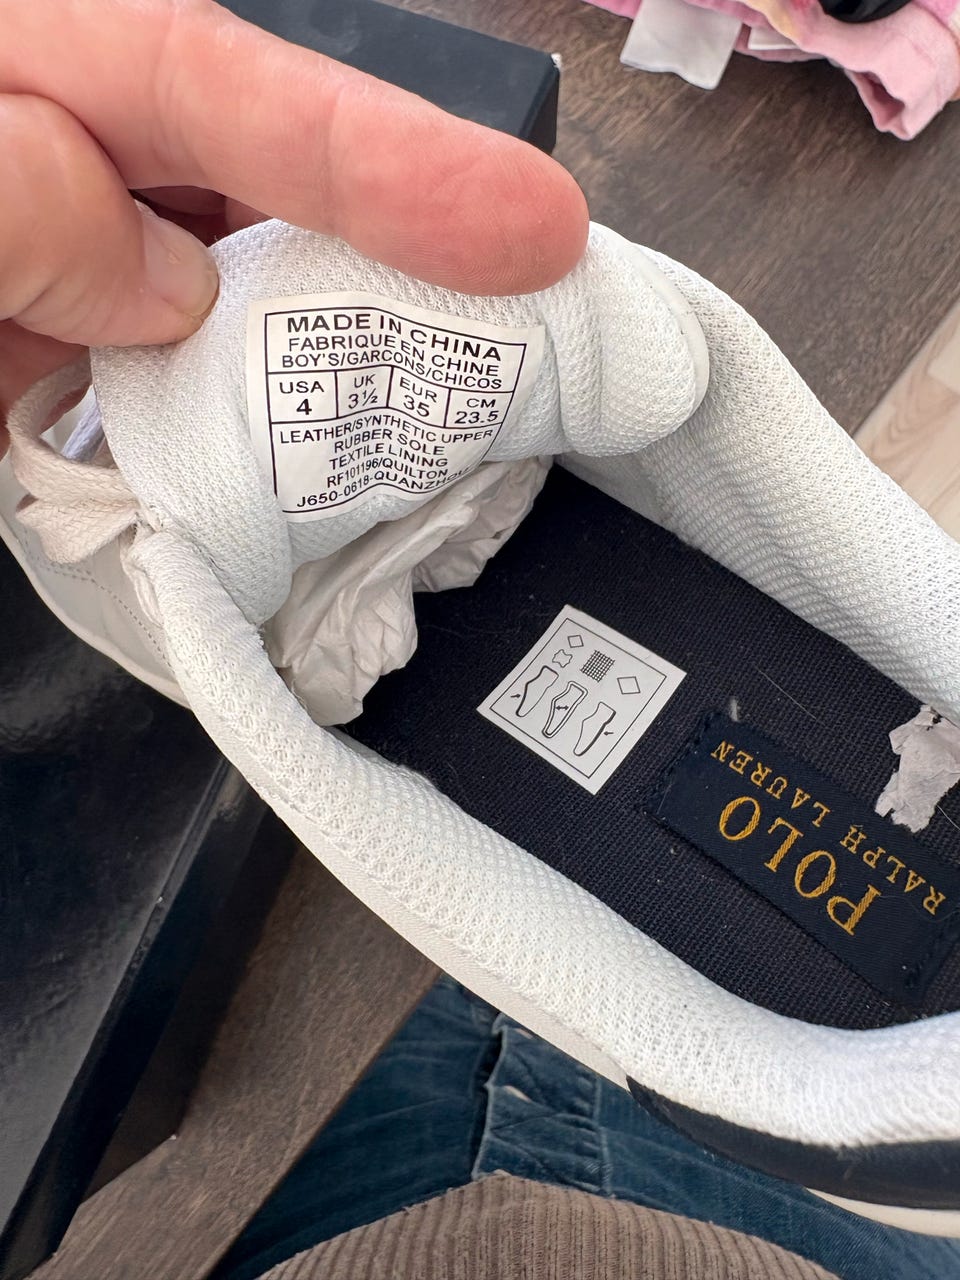 MADE IN CHINA
FABRIQUE EN CHINE
BOY'S/GARCONS/CHICOS
USA UK EUR CM
4 3½ 35 23.5
LEATHER/SYNTHETIC UPPER
RUBBER SOLE
TEXTILE LINING
RF101196/QUILTON
J650-0618-QUANZHOU
POLO
RALPH LAUREN